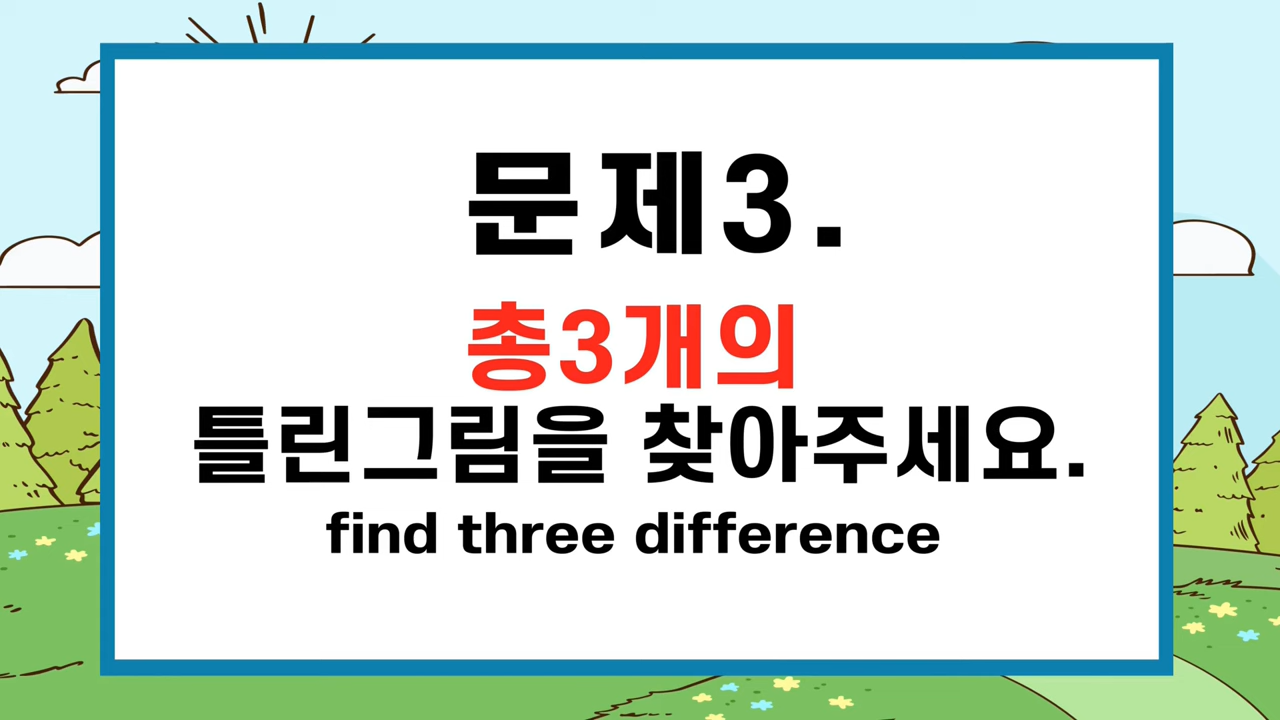 문제3.
총3개의
틀린그림을 찾아주세요.
find three difference